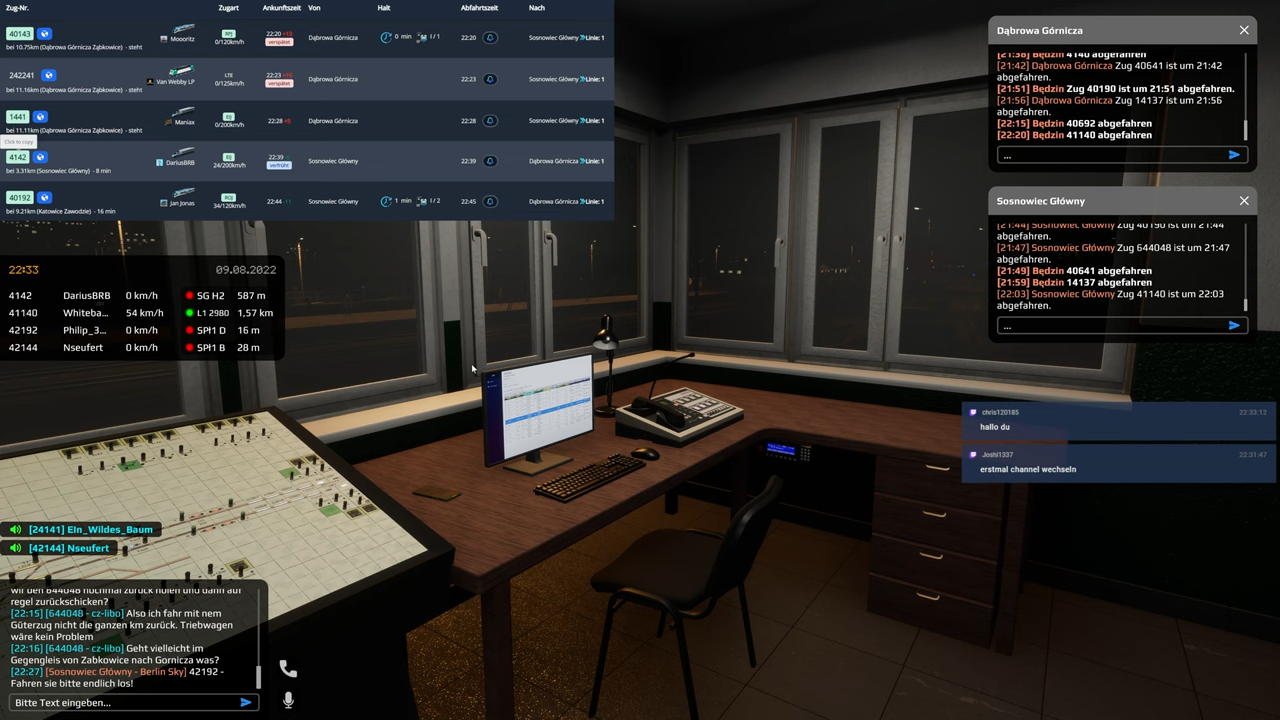 Zug-Nr.
Zugart
Ankunftszeit
Von
Halt
Abfahrtszeit
Nach
40143
Moooritz
RPJ
0/120km/h
22:20 +13
verspätet
Dąbrowa Górnicza
0 min
I / 1
22:20
Sosnowiec Główny
Linie: 1
bei 10.75km (Dąbrowa Górnicza Ząbkowice) - steht
242241
Van Webby LP
LTE
0/125km/h
22:23 +10
verspätet
Dąbrowa Górnicza
22:23
Sosnowiec Główny
Linie: 1
bei 11.16km (Dąbrowa Górnicza Ząbkowice) - steht
1441
Maniax
EIJ
0/200km/h
22:28 +5
Dąbrowa Górnicza
22:28
Sosnowiec Główny
Linie: 1
bei 11.11km (Dąbrowa Górnicza Ząbkowice) - steht
Click to copy
4142
DariusBRB
EIJ
24/200km/h
22:39
verfrüht
Sosnowiec Główny
22:39
Dąbrowa Górnicza
Linie: 1
bei 3.31km (Sosnowiec Główny) - 8 min
40192
Jan Jonas
ROJ
34/120km/h
22:44 -11
Sosnowiec Główny
1 min
I / 2
22:45
Dąbrowa Górnicza
Linie: 1
bei 9.21km (Katowice Zawodzie) - 16 min
22:33
09.08.2022
4142 DariusBRB 0 km/h SG H2 587 m
41140 Whiteba... 54 km/h L1 2980 1,57 km
42192 Philip_3... 0 km/h SPI1 D 16 m
42144 Nseufert 0 km/h SPI1 B 28 m
Dąbrowa Górnicza
[21:38] Będzin 4140 abgefahren
[21:42] Dąbrowa Górnicza Zug 40641 ist um 21:42
abgefahren.
[21:51] Będzin Zug 40190 ist um 21:51 abgefahren.
[21:56] Dąbrowa Górnicza Zug 14137 ist um 21:56
abgefahren.
[22:15] Będzin 40692 abgefahren
[22:20] Będzin 41140 abgefahren
...
Sosnowiec Główny
[21:44] Sosnowiec Główny Zug 40190 ist um 21:44
abgefahren.
[21:47] Sosnowiec Główny Zug 644048 ist um 21:47
abgefahren.
[21:49] Będzin 40641 abgefahren
[21:59] Będzin 14137 abgefahren
[22:03] Sosnowiec Główny Zug 41140 ist um 22:03
abgefahren.
...
chris120185
22:33:12
hallo du
Joshi1337
22:31:47
erstmal channel wechseln
[24141] EIn_Wildes_Baum
[42144] Nseufert
wir den 644048 nochmal zurück holen und dann auf
regel zurückschicken?
[22:15] [644048 - cz-libo] Also ich fahr mit nem
Güterzug nicht die ganzen km zurück. Triebwagen
wäre kein Problem
[22:16] [644048 - cz-libo] Geht vielleicht im
Gegengleis von Zabkowice nach Gornicza was?
[22:27] [Sosnowiec Główny - Berlin Sky] 42192 -
Fahren sie bitte endlich los!
Bitte Text eingeben...